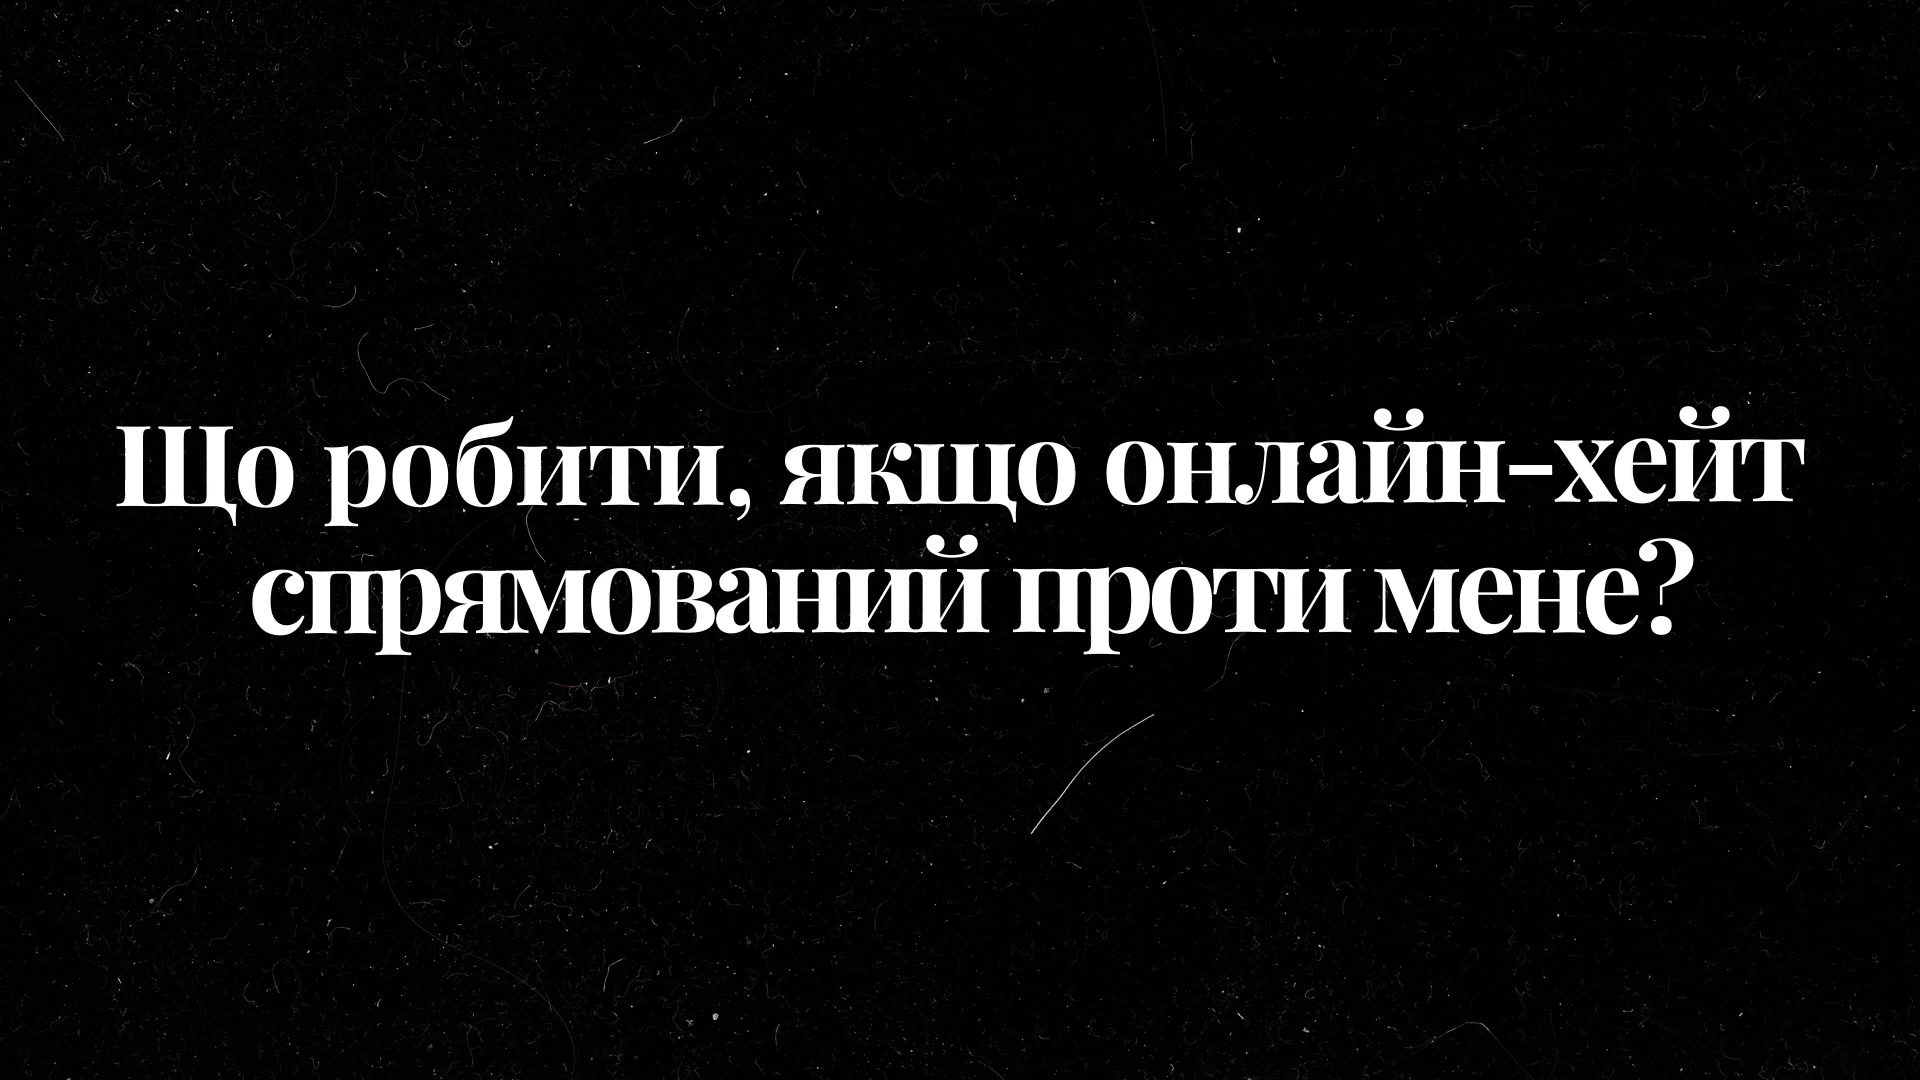 Що робити, якщо онлайн-хейт
спрямований проти мене?